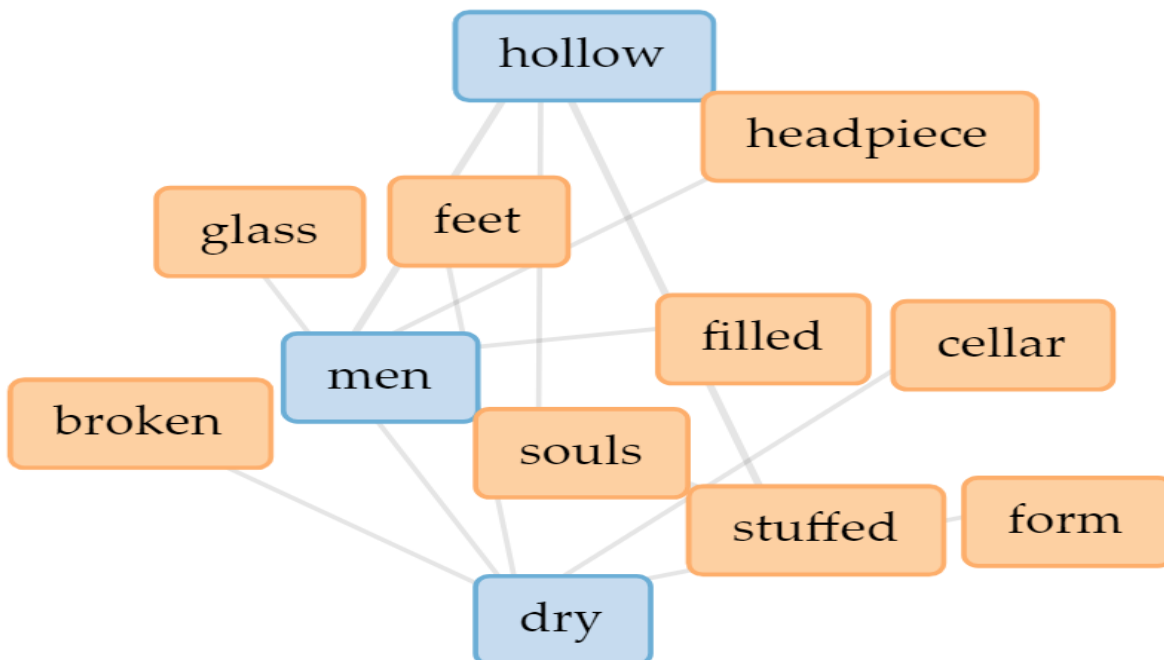 hollow
headpiece
glass
feet
filled
cellar
men
broken
souls
stuffed
form
dry